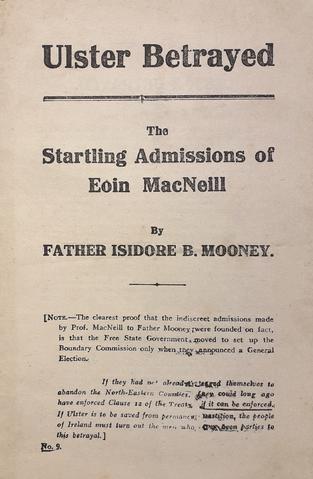 Ulster Betrayed
The
Startling Admissions of
Eoin MacNeill
By
FATHER ISIDORE B. MOONEY.
[NOTE.—The clearest proof that the indiscreet admissions made
by Prof. MacNeill to Father Mooney were founded on fact,
is that the Free State Government moved to set up the
Boundary Commission only when they announced a General
Election.
If they had not already themselves to
abandon the North-Eastern Counties, they could long ago
have enforced Clause 12 of the Treaty, if it can be enforced.
If Ulster is to be saved from permanent partition, the people
of Ireland must turn out the men who parties to
this betrayal.]
No. 9.